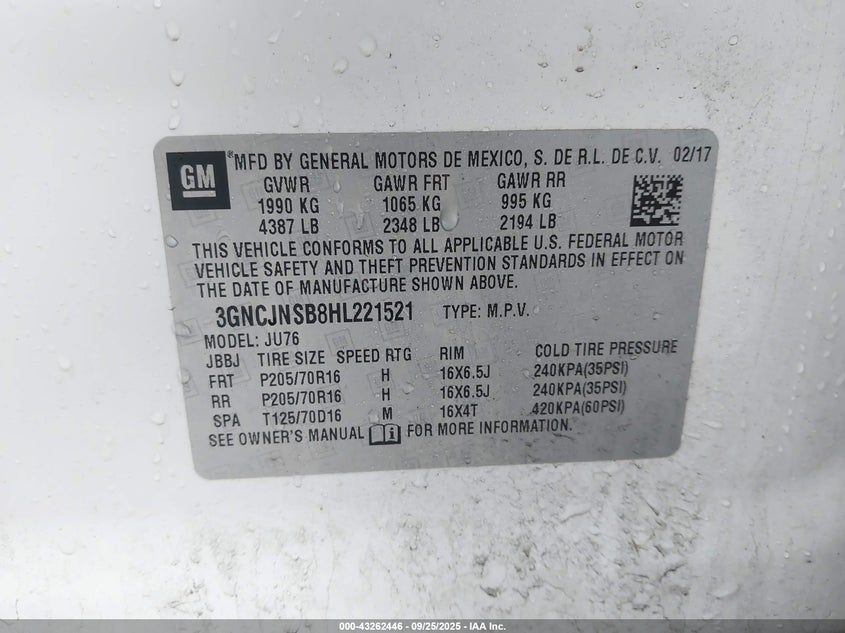 GM ®MFD BY GENERAL MOTORS DE MEXICO, S. DE R.L. DE C.V. 02/17
GVWR GAWR FRT GAWR RR
1990 KG 1065 KG 995 KG
4387 LB 2348 LB 2194 LB
THIS VEHICLE CONFORMS TO ALL APPLICABLE U.S. FEDERAL MOTOR
VEHICLE SAFETY AND THEFT PREVENTION STANDARDS IN EFFECT ON
THE DATE OF MANUFACTURE SHOWN ABOVE.
3GNCJNSB8HL221521 TYPE: M.P.V.
MODEL: JU76
JBBJ TIRE SIZE SPEED RTG RIM COLD TIRE PRESSURE
FRT P205/70R16 H 16X6.5J 240KPA(35PSI)
RR P205/70R16 H 16X6.5J 240KPA(35PSI)
SPA T125/70D16 M 16X4T 420KPA(60PSI)
SEE OWNER'S MANUAL i FOR MORE INFORMATION.
000-43262446 - 09/25/2025 - IAA Inc.